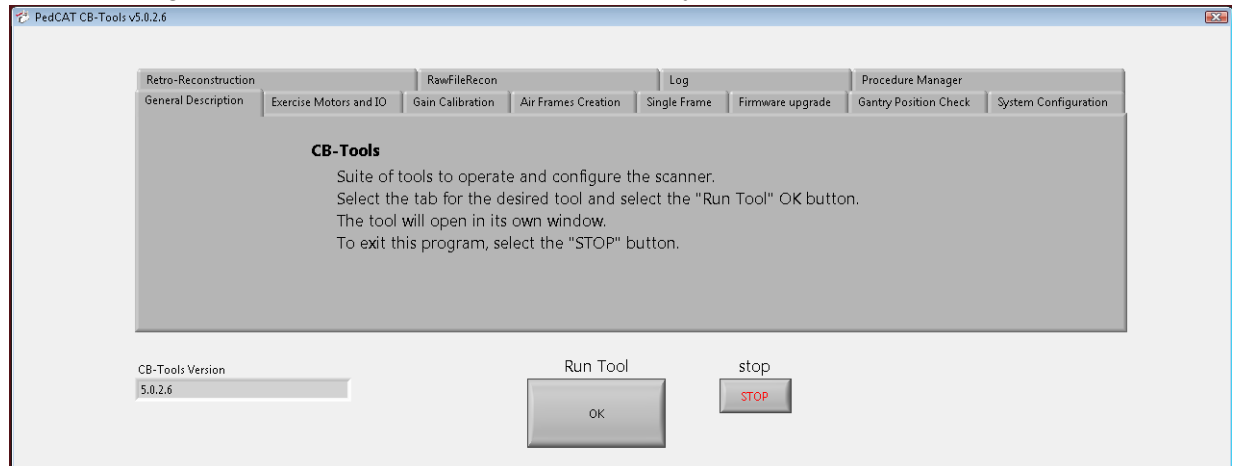 PedCAT CB-Tools v5.0.2.6
Retro-Reconstruction RawFileRecon Log Procedure Manager
General Description Exercise Motors and IO Gain Calibration Air Frames Creation Single Frame Firmware upgrade Gantry Position Check System Configuration
CB-Tools
Suite of tools to operate and configure the scanner.
Select the tab for the desired tool and select the "Run Tool" OK button.
The tool will open in its own window.
To exit this program, select the "STOP" button.
CB-Tools Version
5.0.2.6
Run Tool
OK
stop
STOP